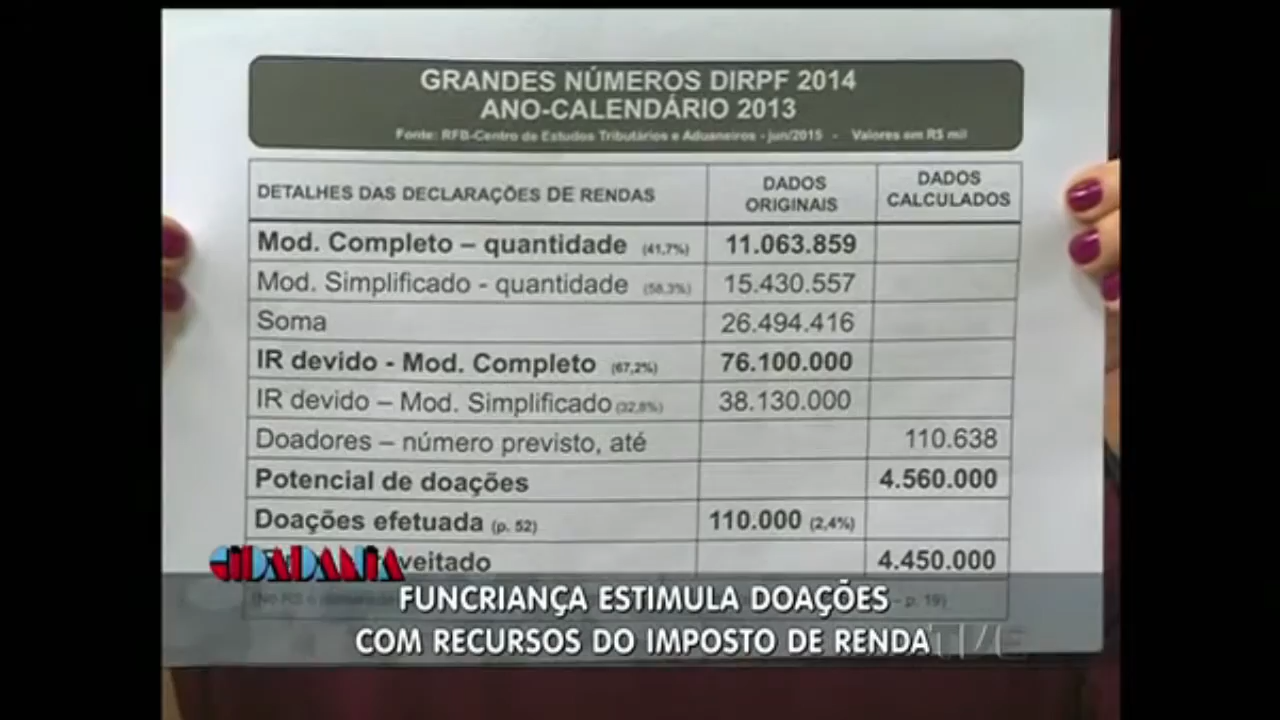 GRANDES NÚMEROS DIRPF 2014
ANO-CALENDÁRIO 2013
Fonte: RFB-Centro de Estudos Tributários e Aduaneiros - jun/2015 - Valores em R$ mil
DETALHES DAS DECLARAÇÕES DE RENDAS DADOS ORIGINAIS DADOS CALCULADOS
Mod. Completo – quantidade (41,7%) 11.063.859
Mod. Simplificado - quantidade (58,3%) 15.430.557
Soma 26.494.416
IR devido - Mod. Completo (67,2%) 76.100.000
IR devido – Mod. Simplificado (32,8%) 38.130.000
Doadores – número previsto, até 110.638
Potencial de doações 4.560.000
Doações efetuada (p. 52) 110.000 (2,4%)
veitado 4.450.000
– p. 19)
CIDADANIA
FUNCRIANÇA ESTIMULA DOAÇÕES
COM RECURSOS DO IMPOSTO DE RENDA
TVE